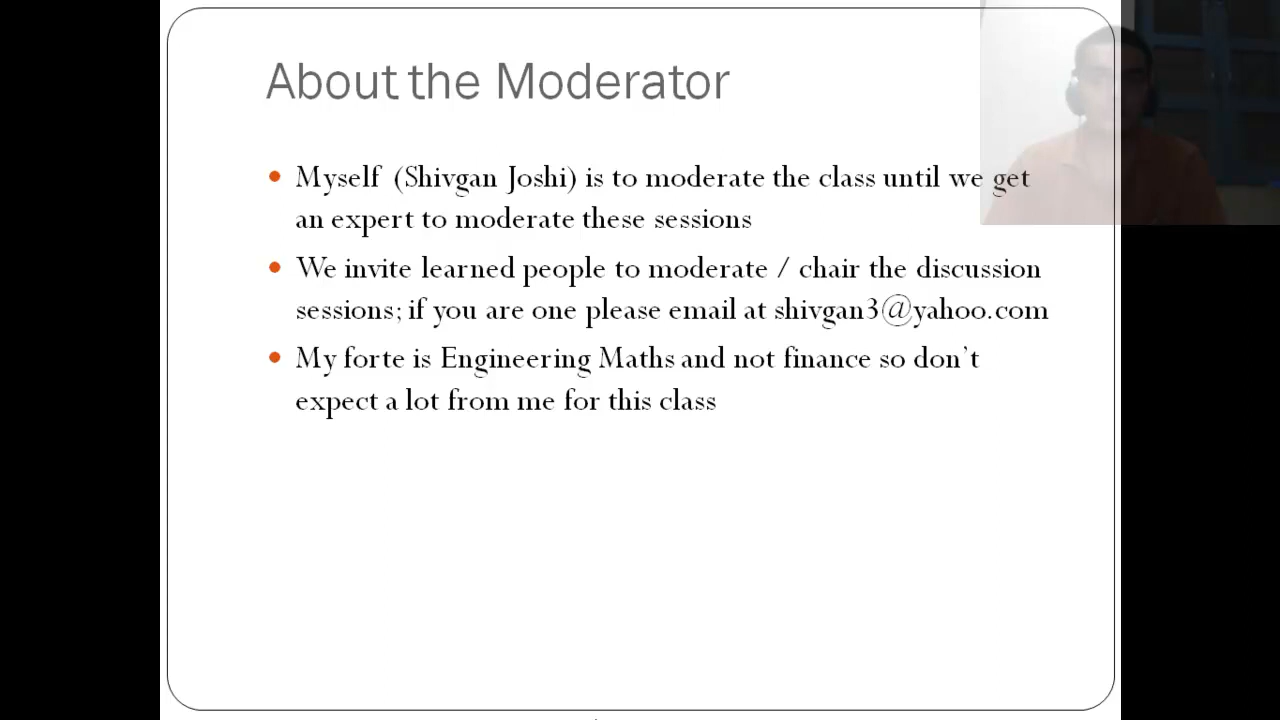 About the Moderator
• Myself (Shivgan Joshi) is to moderate the class until we get
an expert to moderate these sessions
• We invite learned people to moderate / chair the discussion
sessions; if you are one please email at shivgan3@yahoo.com
• My forte is Engineering Maths and not finance so don't
expect a lot from me for this class